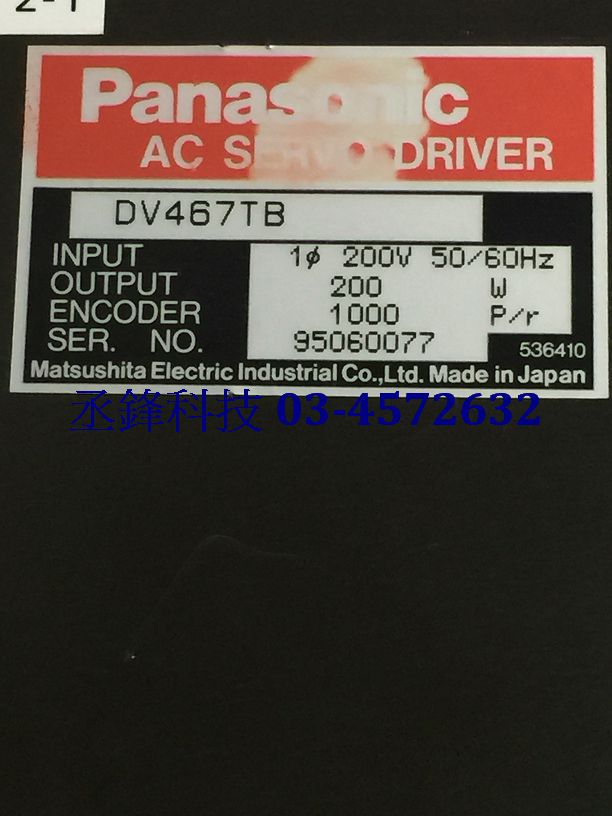 2-1
Panasonic
AC SERVO DRIVER
DV467TB
INPUT 1φ 200V 50/60Hz
OUTPUT 200 W
ENCODER 1000 P/r
SER. NO. 95060077 536410
Matsushita Electric Industrial Co.,Ltd. Made in Japan
丞鋒科技 03-4572632